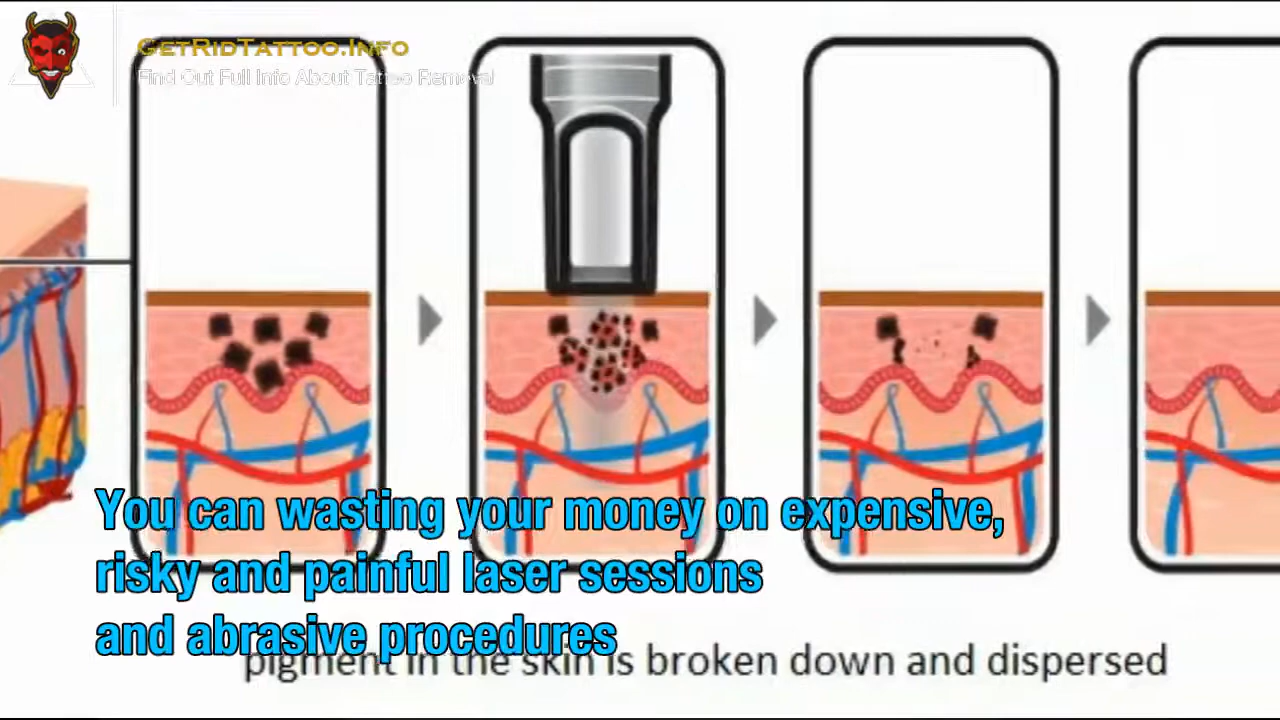 GetRidTattoo.Info
Find Out Full Info About Tattoo Removal
You can wasting your money on expensive,
risky and painful laser sessions
and abrasive procedures
pigment in the skin is broken down and dispersed